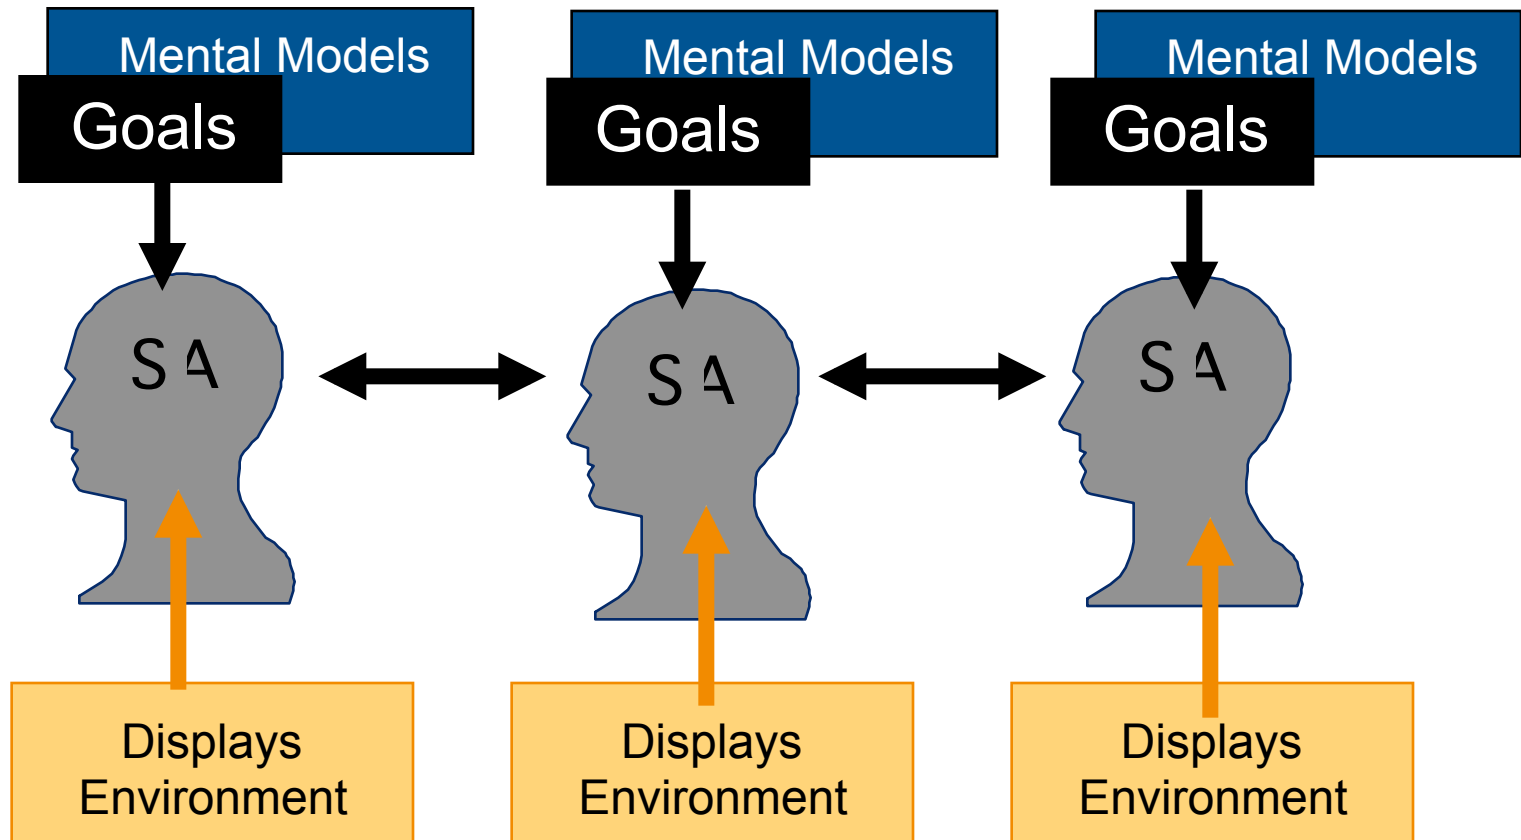 Mental Models
Goals
SA
Displays
Environment
Mental Models
Goals
SA
Displays
Environment
Mental Models
Goals
SA
Displays
Environment